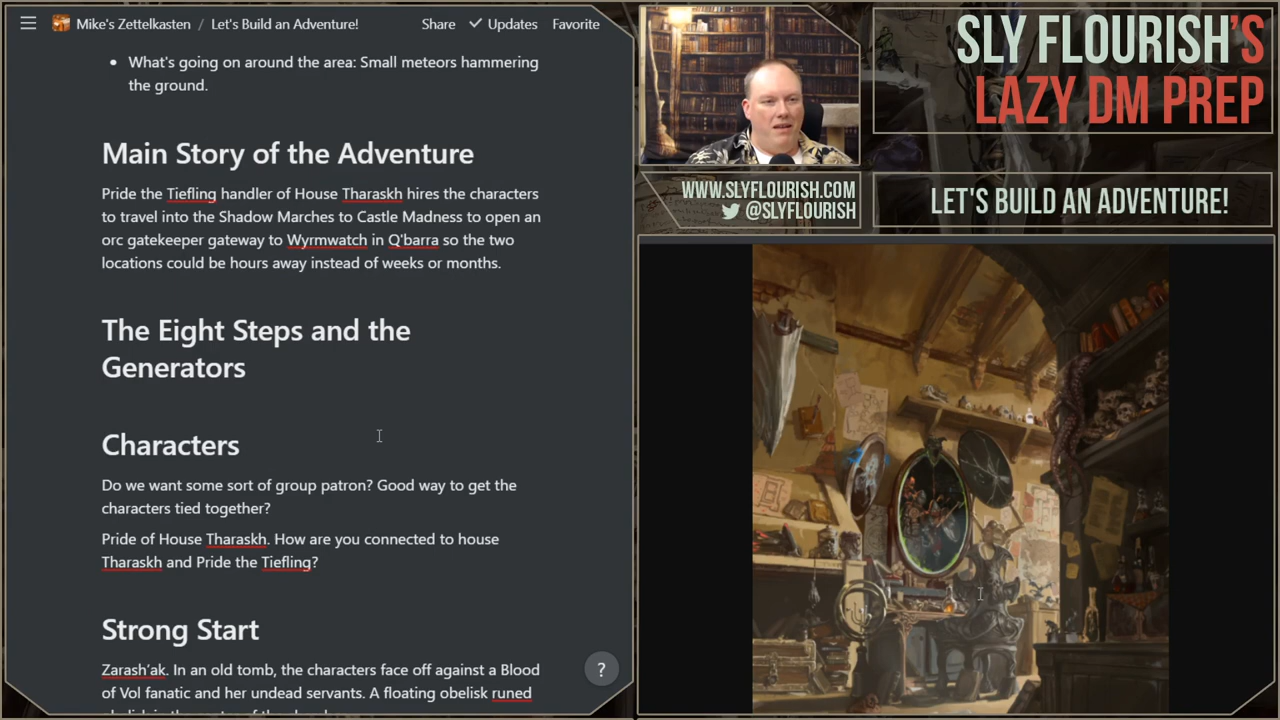 Mike's Zettelkasten / Let's Build an Adventure!
Share Updates Favorite
What's going on around the area: Small meteors hammering
the ground.
Main Story of the Adventure
Pride the Tiefling handler of House Tharaskh hires the characters
to travel into the Shadow Marches to Castle Madness to open an
orc gatekeeper gateway to Wyrmwatch in Q'barra so the two
locations could be hours away instead of weeks or months.
The Eight Steps and the
Generators
Characters
Do we want some sort of group patron? Good way to get the
characters tied together?
Pride of House Tharaskh. How are you connected to house
Tharaskh and Pride the Tiefling?
Strong Start
Zarash'ak. In an old tomb, the characters face off against a Blood
of Vol fanatic and her undead servants. A floating obelisk runed
?
SLY FLOURISH'S
LAZY DM PREP
WWW.SLYFLOURISH.COM
@SLYFLOURISH
LET'S BUILD AN ADVENTURE!